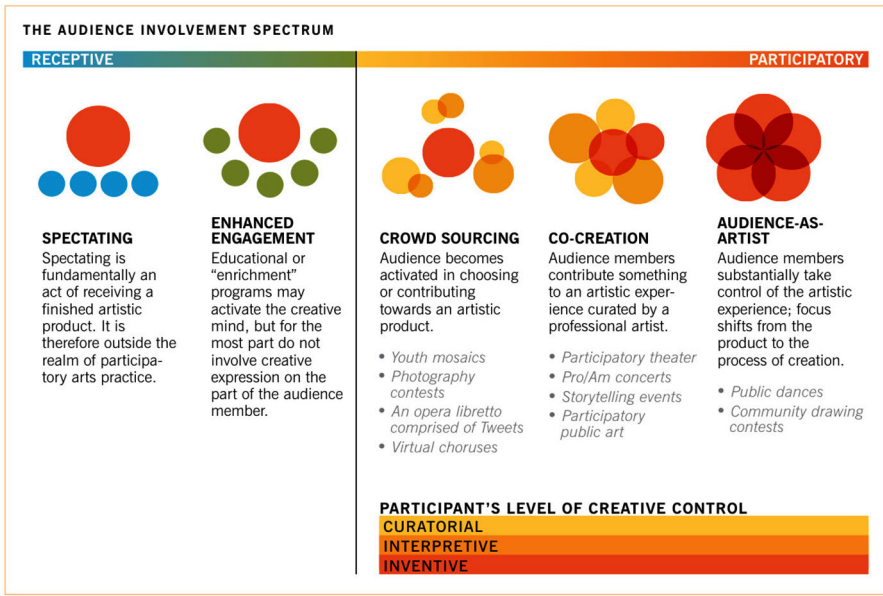 THE AUDIENCE INVOLVEMENT SPECTRUM
RECEPTIVE
PARTICIPATORY
SPECTATING
Spectating is
fundamentally an
act of receiving a
finished artistic
product. It is
therefore outside the
realm of participa-
tory arts practice.
ENHANCED
ENGAGEMENT
Educational or
“enrichment”
programs may
activate the creative
mind, but for the
most part do not
involve creative
expression on the
part of the audience
member.
CROWD SOURCING
Audience becomes
activated in choosing
or contributing
towards an artistic
product.
• Youth mosaics
• Photography
contests
• An opera libretto
comprised of Tweets
• Virtual choruses
CO-CREATION
Audience members
contribute something
to an artistic exper-
ience curated by a
professional artist.
• Participatory theater
• Pro/Am concerts
• Storytelling events
• Participatory
public art
AUDIENCE-AS-
ARTIST
Audience members
substantially take
control of the artistic
experience; focus
shifts from the
product to the
process of creation.
• Public dances
• Community drawing
contests
PARTICIPANT’S LEVEL OF CREATIVE CONTROL
CURATORIAL
INTERPRETIVE
INVENTIVE